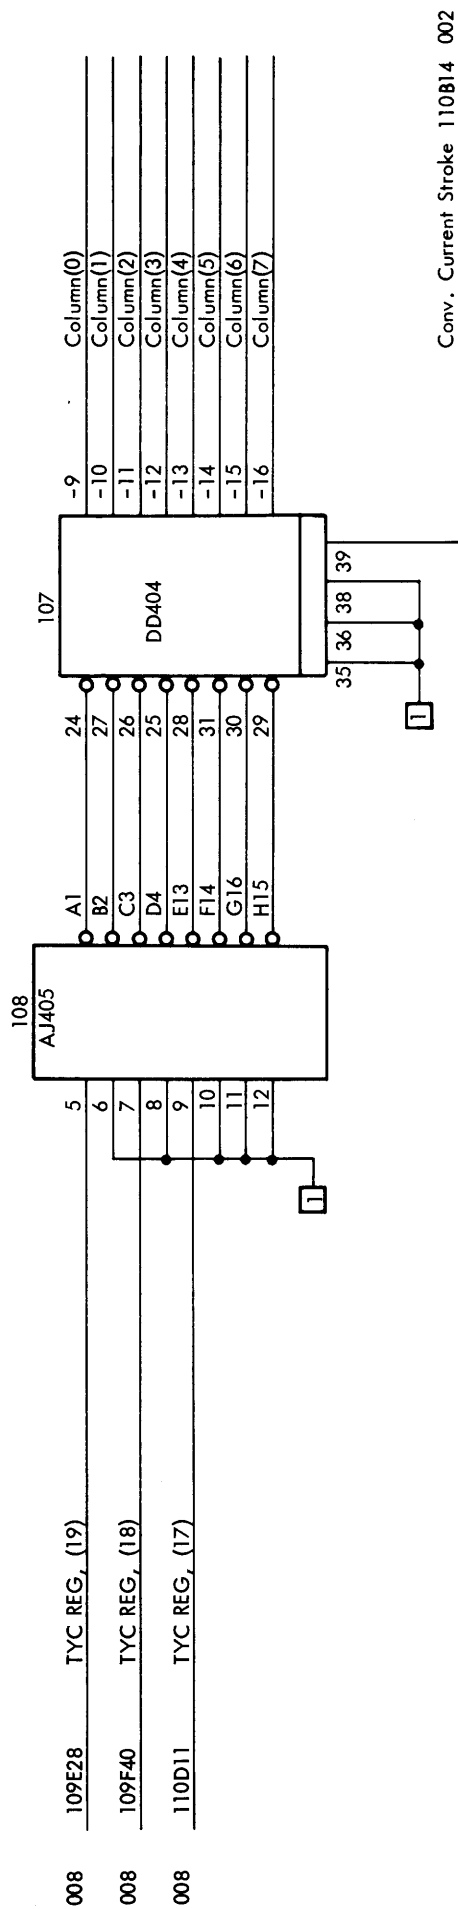 008 109E28 TYC REG, (19)
008 109F40 TYC REG, (18)
008 110D11 TYC REG, (17)
108
AJ405
5
6
7
8
9
10
11
12
1
A1
B2
C3
D4
E13
F14
G16
H15
24
27
26
25
28
31
30
29
107
DD404
35
36
38
39
1
-9 Column(0)
-10 Column(1)
-11 Column(2)
-12 Column(3)
-13 Column(4)
-14 Column(5)
-15 Column(6)
-16 Column(7)
Conv. Current Stroke 110B14 002